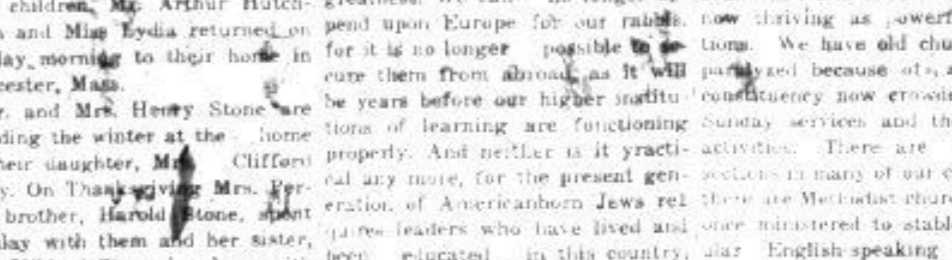 children, Mr. Arthur Hutch-
and Miss Lydia returned on
day morning to their home in
cester, Mass.
r. and Mrs. Henry Stone are
ding the winter at the home
heir daughter, Clifford
y. On Thanksgiving Mrs. Per-
brother, Harold Stone, spent
day with them and her sister,
pend upon Europe for our rabbis.
for it is no longer possible to se-
cure them from abroad, as it will
be years before our higher institu-
tions of learning are functioning
properly. And neither is it yracti-
cal any more, for the present gen-
eration of Americanborn Jews rel
quires leaders who have lived and
been educated in this country,
now thriving as powerf
tions. We have old chu
paralyzed because of
constituency now crowde
Sunday services and th
activities. There are
sections in many of our c
there are Methodist chur
once ministered to stabl
ular English-speaking